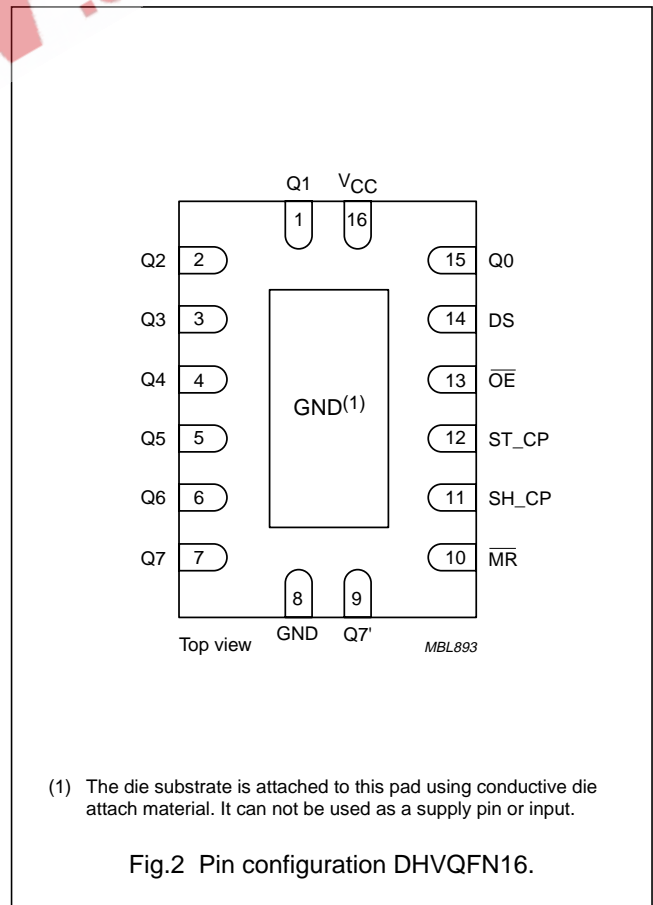 Q1 VCC
1 16
Q2 2 15 Q0
Q3 3 14 DS
Q4 4 13 O̅E̅
GND(1)
Q5 5 12 ST_CP
Q6 6 11 SH_CP
Q7 7 10 M̅R̅
8 9
Top view GND Q7' MBL893
(1) The die substrate is attached to this pad using conductive die
attach material. It can not be used as a supply pin or input.
Fig.2 Pin configuration DHVQFN16.